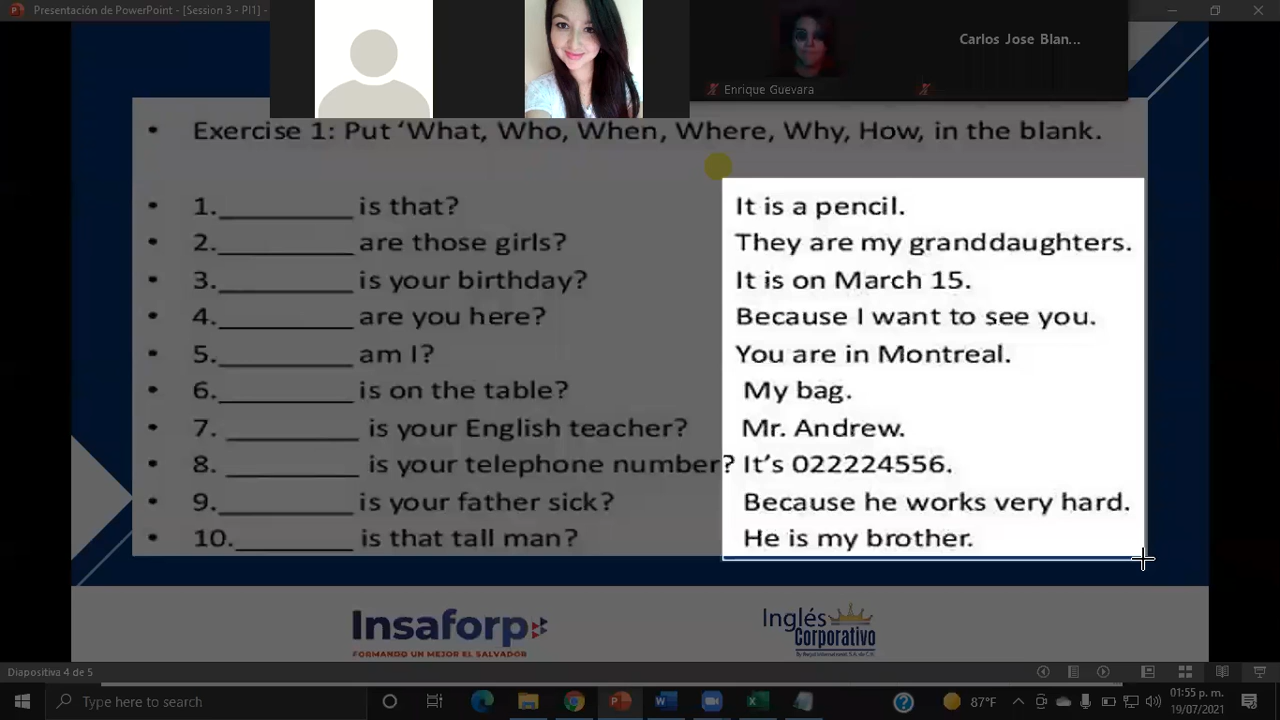 Presentación de PowerPoint - [Session 3 - PI1] -
Carlos Jose Blan...
Enrique Guevara
• Exercise 1: Put ‘What, Who, When, Where, Why, How, in the blank.
• 1.__________ is that? It is a pencil.
• 2.__________ are those girls? They are my granddaughters.
• 3.__________ is your birthday? It is on March 15.
• 4.__________ are you here? Because I want to see you.
• 5.__________ am I? You are in Montreal.
• 6.__________ is on the table? My bag.
• 7. __________ is your English teacher? Mr. Andrew.
• 8. __________ is your telephone number? It’s 022224556.
• 9.__________ is your father sick? Because he works very hard.
• 10.__________ is that tall man? He is my brother.
Insaforp
FORMANDO UN MEJOR EL SALVADOR
Inglés
Corporativo
Diapositiva 4 de 5
Type here to search
87°F
01:55 p. m.
19/07/2021